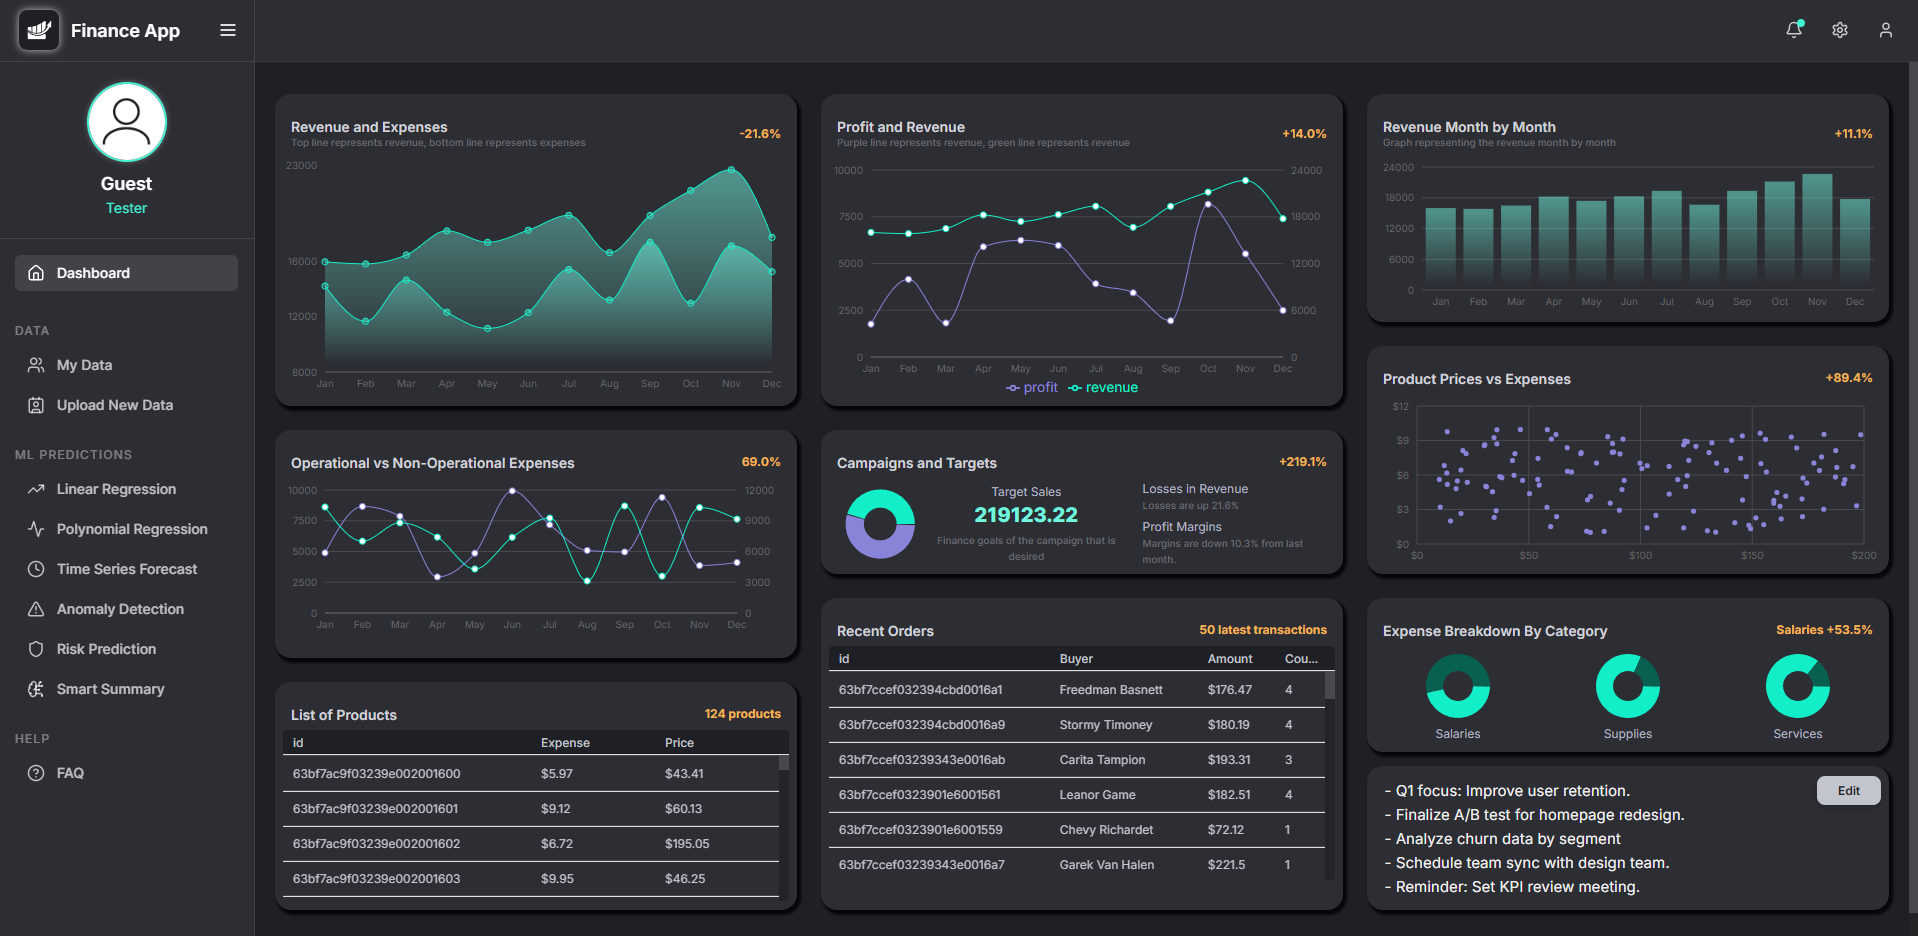 Finance App
Guest
Tester
Dashboard
DATA
My Data
Upload New Data
ML PREDICTIONS
Linear Regression
Polynomial Regression
Time Series Forecast
Anomaly Detection
Risk Prediction
Smart Summary
HELP
FAQ
Revenue and Expenses
Top line represents revenue, bottom line represents expenses
-21.6%
23000
16000
12000
8000
Jan Feb Mar Apr May Jun Jul Aug Sep Oct Nov Dec
Operational vs Non-Operational Expenses
69.0%
10000 12000
7500 9000
5000 6000
2500 3000
0 0
Jan Feb Mar Apr May Jun Jul Aug Sep Oct Nov Dec
List of Products
124 products
id Expense Price
63bf7ac9f03239e002001600 $5.97 $43.41
63bf7ac9f03239e002001601 $9.12 $60.13
63bf7ac9f03239e002001602 $6.72 $195.05
63bf7ac9f03239e002001603 $9.95 $46.25
Profit and Revenue
Purple line represents revenue, green line represents revenue
+14.0%
10000 24000
7500 18000
5000 12000
2500 6000
0 0
Jan Feb Mar Apr May Jun Jul Aug Sep Oct Nov Dec
profit revenue
Campaigns and Targets
+219.1%
Target Sales
219123.22
Finance goals of the campaign that is
desired
Losses in Revenue
Losses are up 21.6%
Profit Margins
Margins are down 10.3% from last
month.
Recent Orders
50 latest transactions
id Buyer Amount Cou...
63bf7ccef032394cbd0016a1 Freedman Basnett $176.47 4
63bf7ccef032394cbd0016a9 Stormy Timoney $180.19 4
63bf7ccef03239343e0016ab Carita Tampion $193.31 3
63bf7ccef0323901e6001561 Leanor Game $182.51 4
63bf7ccef0323901e6001559 Chevy Richardet $72.12 1
63bf7ccef03239343e0016a7 Garek Van Halen $221.5 1
Revenue Month by Month
Graph representing the revenue month by month
+11.1%
24000
18000
12000
6000
0
Jan Feb Mar Apr May Jun Jul Aug Sep Oct Nov Dec
Product Prices vs Expenses
+89.4%
$12
$9
$6
$3
$0
$0 $50 $100 $150 $200
Expense Breakdown By Category
Salaries +53.5%
Salaries Supplies Services
- Q1 focus: Improve user retention.
- Finalize A/B test for homepage redesign.
- Analyze churn data by segment
- Schedule team sync with design team.
- Reminder: Set KPI review meeting.
Edit